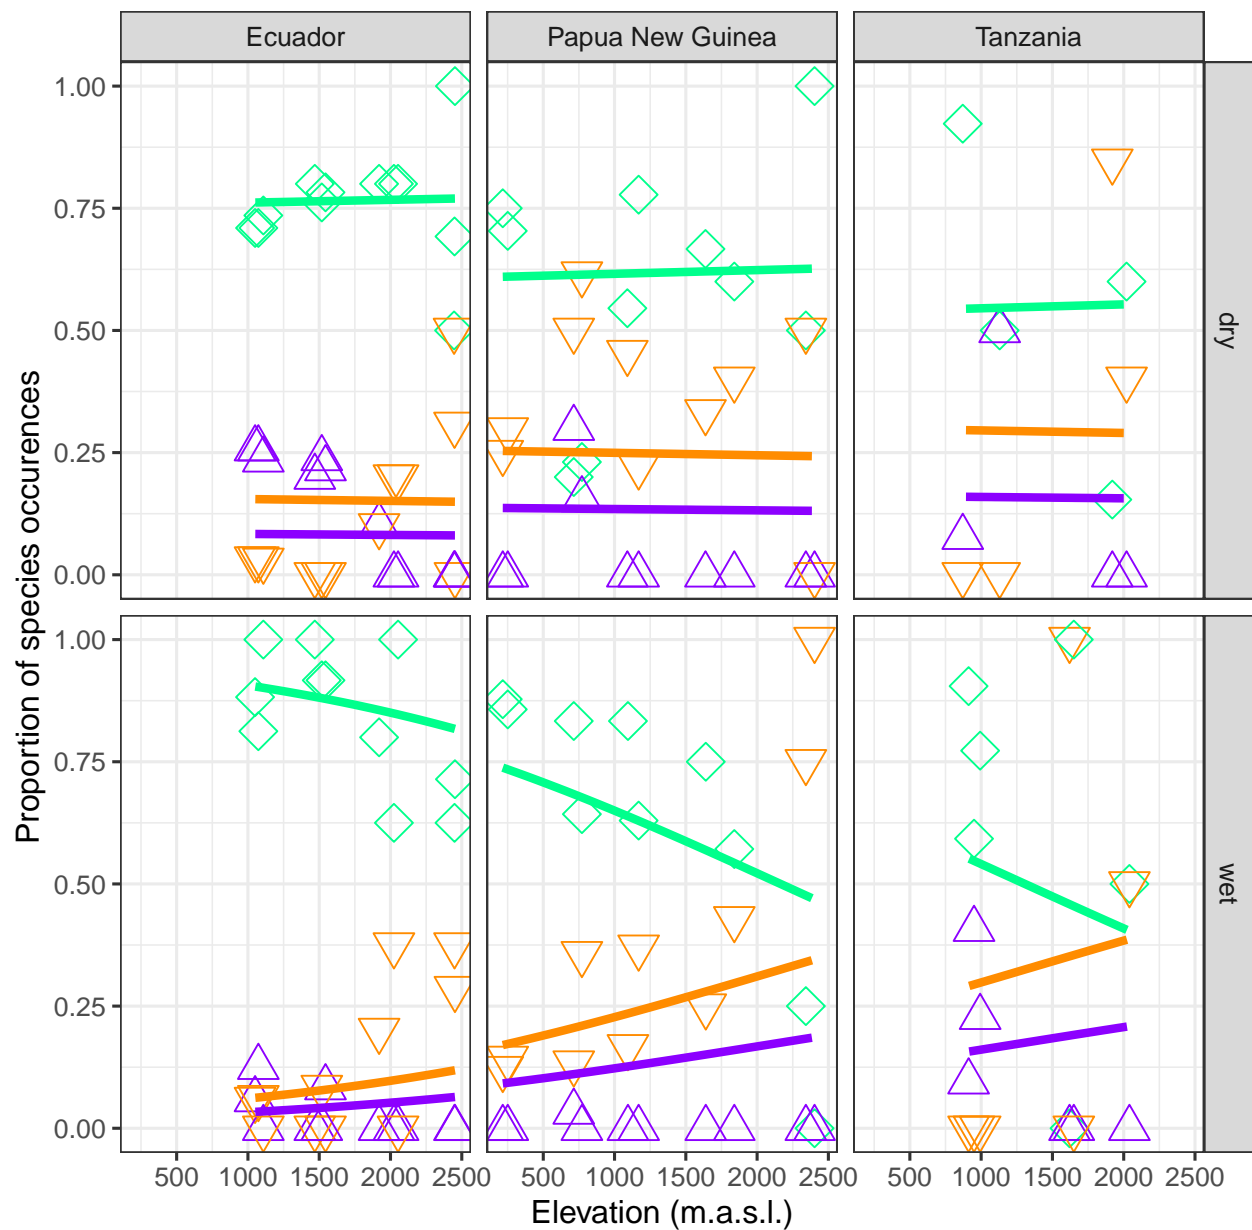 Ecuador Papua New Guinea Tanzania
1.00
0.75
0.50
0.25
0.00
dry
1.00
0.75
0.50
0.25
0.00
wet
Proportion of species occurences
500 1000 1500 2000 2500 500 1000 1500 2000 2500 500 1000 1500 2000 2500
Elevation (m.a.s.l.)